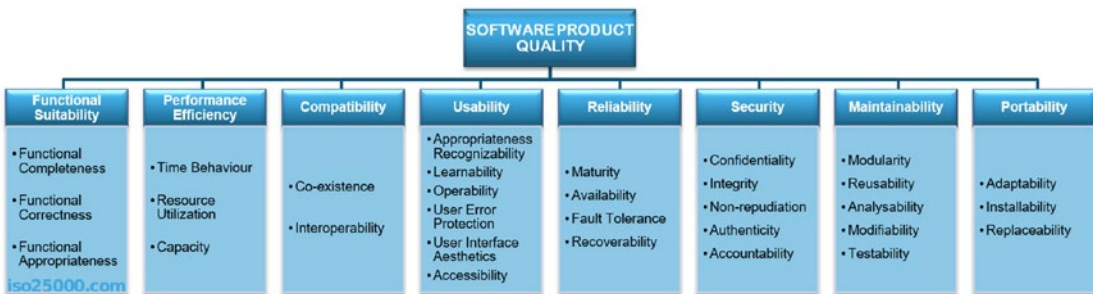 SOFTWARE PRODUCT
QUALITY
Functional
Suitability
• Functional
Completeness
• Functional
Correctness
• Functional
Appropriateness
Performance
Efficiency
• Time Behaviour
• Resource
Utilization
• Capacity
Compatibility
• Co-existence
• Interoperability
Usability
• Appropriateness
Recognizability
• Learnability
• Operability
• User Error
Protection
• User Interface
Aesthetics
• Accessibility
Reliability
• Maturity
• Availability
• Fault Tolerance
• Recoverability
Security
• Confidentiality
• Integrity
• Non-repudiation
• Authenticity
• Accountability
Maintainability
• Modularity
• Reusability
• Analysability
• Modifiability
• Testability
Portability
• Adaptability
• Installability
• Replaceability
iso25000.com